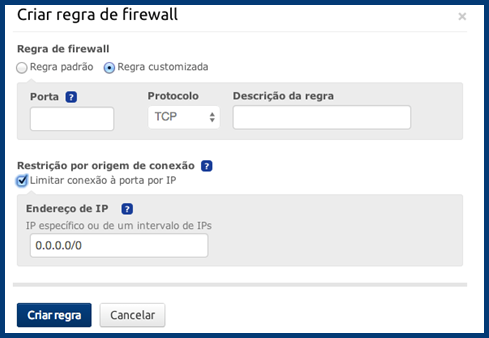 Criar regra de firewall
×
Regra de firewall
Regra padrão Regra customizada
Porta ? Protocolo Descrição da regra
TCP
Restrição por origem de conexão ?
Limitar conexão à porta por IP
Endereço de IP ?
IP específico ou de um intervalo de IPs
0.0.0.0/0
Criar regra Cancelar